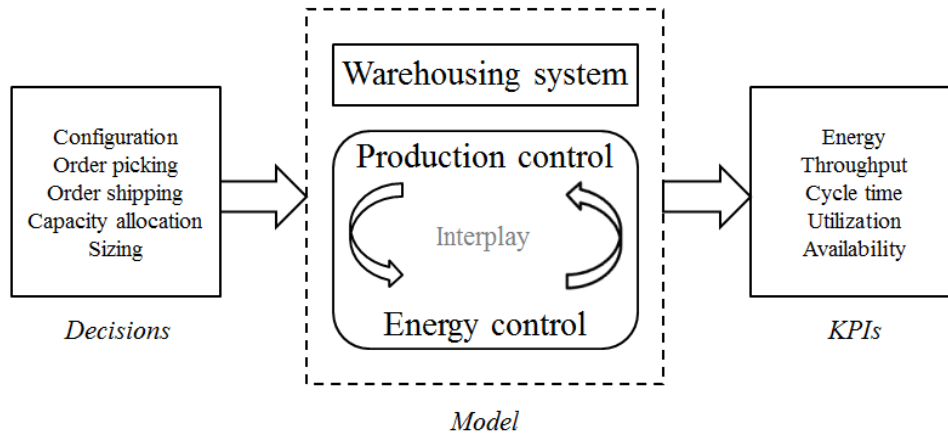 Configuration
Order picking
Order shipping
Capacity allocation
Sizing
Decisions
Warehousing system
Production control
Interplay
Energy control
Model
Energy
Throughput
Cycle time
Utilization
Availability
KPIs